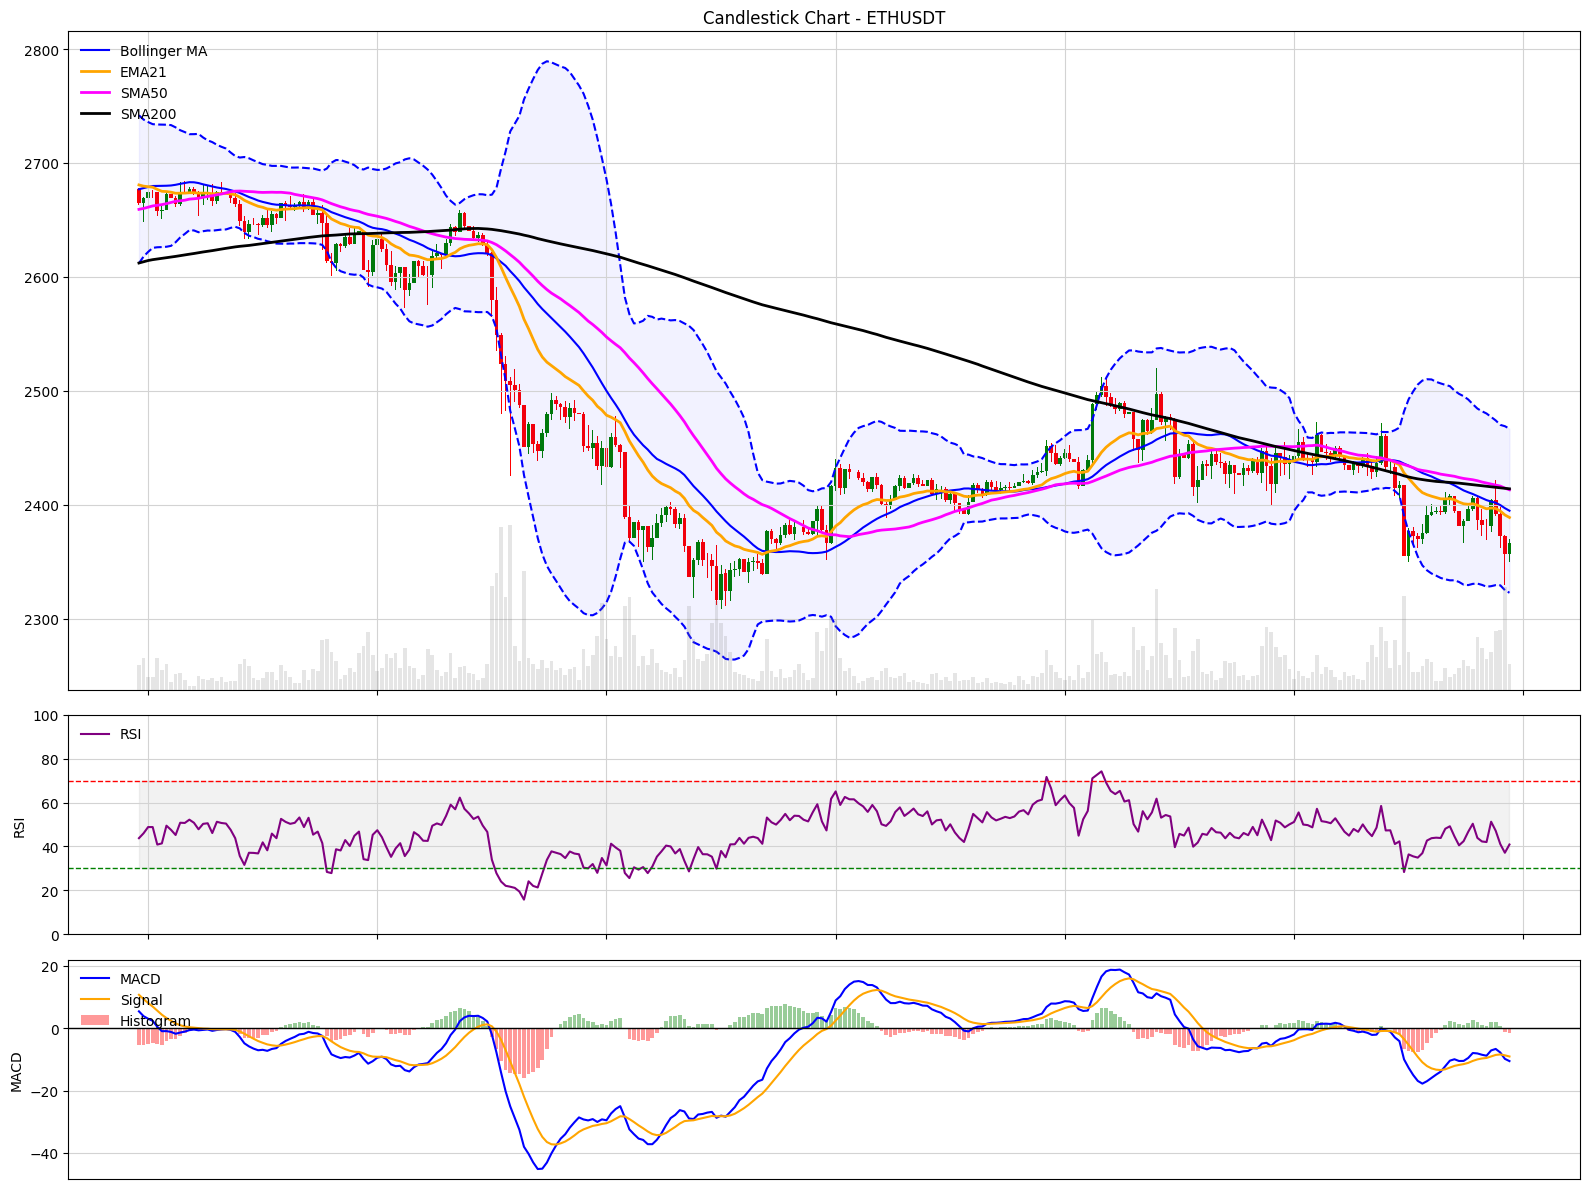 Candlestick Chart - ETHUSDT
2800
2700
2600
2500
2400
2300
Bollinger MA
EMA21
SMA50
SMA200
100
80
60
40
20
0
RSI
RSI
20
0
−20
−40
MACD
MACD
Signal
Histogram